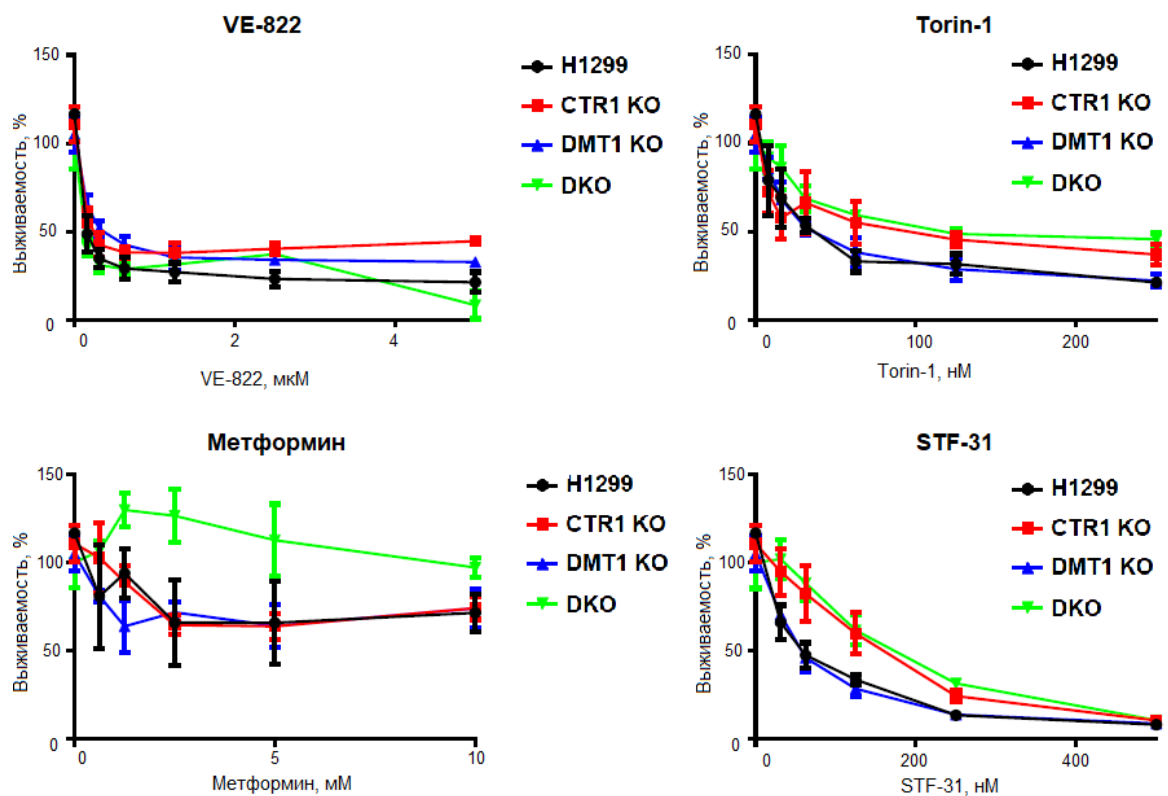 VE-822
150
100
50
0
Выживаемость, %
0
2
4
VE-822, мкМ
H1299
CTR1 KO
DMT1 KO
DKO
Torin-1
150
100
50
0
Выживаемость, %
0
100
200
Torin-1, нМ
H1299
CTR1 KO
DMT1 KO
DKO
Метформин
150
100
50
0
Выживаемость, %
0
5
10
Метформин, мМ
H1299
CTR1 KO
DMT1 KO
DKO
STF-31
150
100
50
0
Выживаемость, %
0
200
400
STF-31, нМ
H1299
CTR1 KO
DMT1 KO
DKO